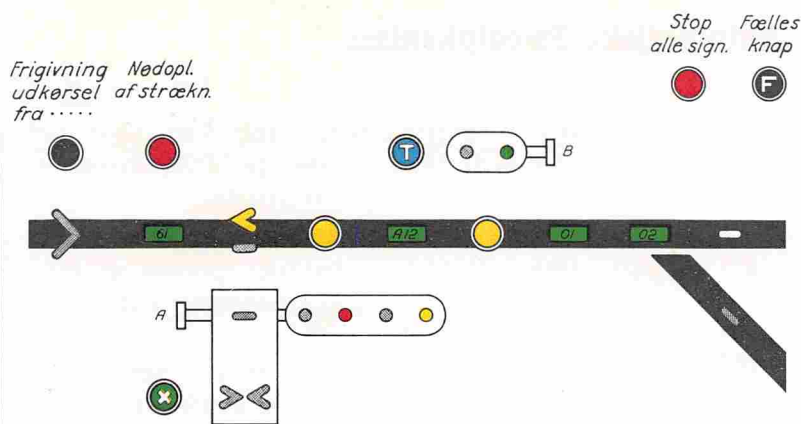 Stop
alle sign.
Fælles
knap
F
Frigivning
udkørsel
fra ·····
Nødopl.
af strækn.
T
B
61
A12
01
02
A
x